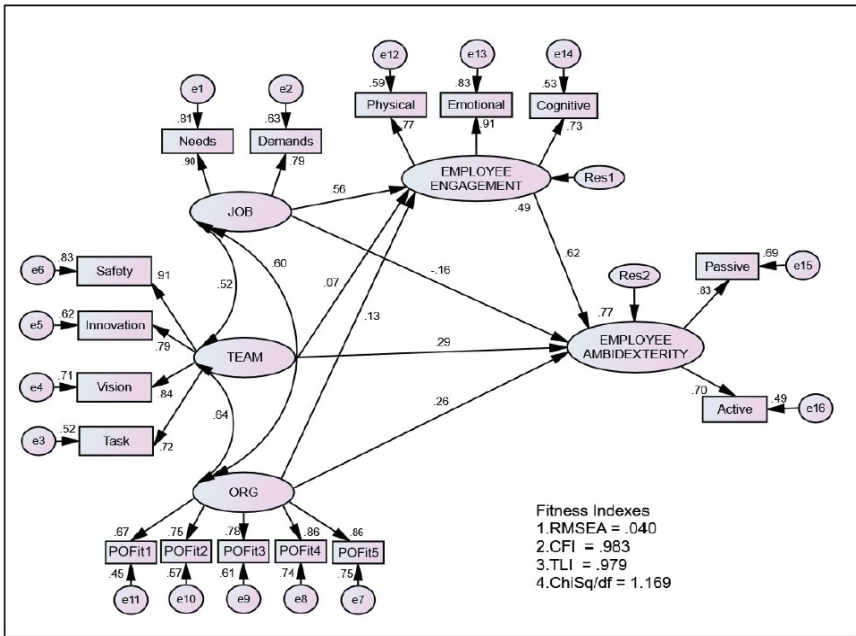 e12
e13
e14
.59
.83
.53
Physical
Emotional
Cognitive
.77
.91
.73
e1
e2
.81
.63
Needs
Demands
.90
.79
EMPLOYEE
ENGAGEMENT
.49
Res1
JOB
.56
.60
.07
-.16
.62
.13
.52
e6
.83
Safety
.91
e5
.62
Innovation
.79
e4
.71
Vision
.84
e3
.52
Task
.72
TEAM
.29
.64
.26
Res2
.77
EMPLOYEE
AMBIDEXTERITY
Passive
.69
e15
.83
.70
Active
.49
e16
ORG
.67
.75
.78
.86
.86
POFit1
POFit2
POFit3
POFit4
POFit5
.45
.57
.61
.74
.75
e11
e10
e9
e8
e7
Fitness Indexes
1.RMSEA = .040
2.CFI = .983
3.TLI = .979
4.ChiSq/df = 1.169